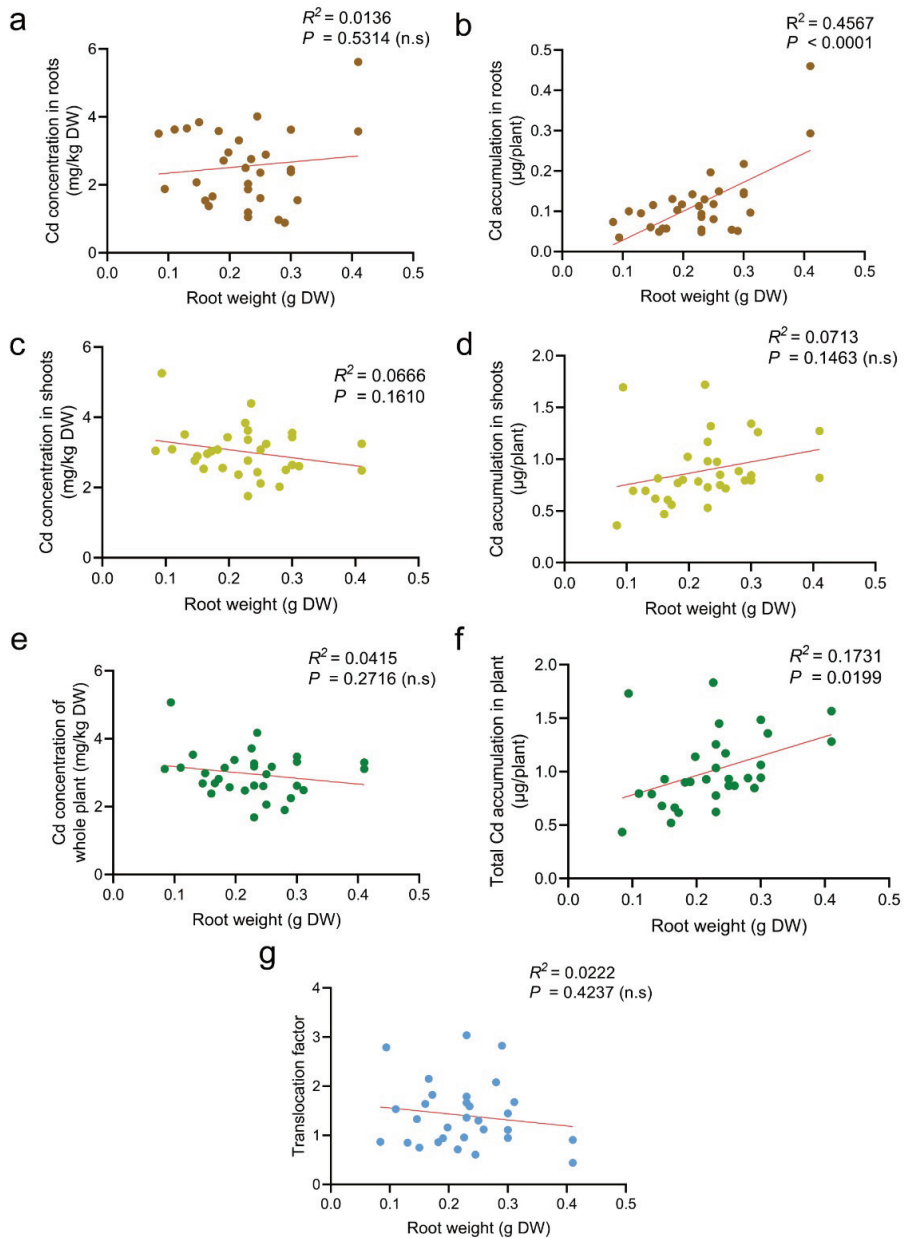 a
R² = 0.0136
P = 0.5314 (n.s)
Cd concentration in roots
(mg/kg DW)
6
4
2
0
0.0 0.1 0.2 0.3 0.4 0.5
Root weight (g DW)
b
R² = 0.4567
P < 0.0001
Cd accumulation in roots
(µg/plant)
0.5
0.4
0.3
0.2
0.1
0.0
0.0 0.1 0.2 0.3 0.4 0.5
Root weight (g DW)
c
R² = 0.0666
P = 0.1610
Cd concentration in shoots
(mg/kg DW)
6
4
2
0
0.0 0.1 0.2 0.3 0.4 0.5
Root weight (g DW)
d
R² = 0.0713
P = 0.1463 (n.s)
Cd accumulation in shoots
(µg/plant)
2.0
1.5
1.0
0.5
0.0
0.0 0.1 0.2 0.3 0.4 0.5
Root weight (g DW)
e
R² = 0.0415
P = 0.2716 (n.s)
Cd concentration of
whole plant (mg/kg DW)
6
4
2
0
0.0 0.1 0.2 0.3 0.4 0.5
Root weight (g DW)
f
R² = 0.1731
P = 0.0199
Total Cd accumulation in plant
(µg/plant)
2.0
1.5
1.0
0.5
0.0
0.0 0.1 0.2 0.3 0.4 0.5
Root weight (g DW)
g
R² = 0.0222
P = 0.4237 (n.s)
Translocation factor
4
3
2
1
0
0.0 0.1 0.2 0.3 0.4 0.5
Root weight (g DW)